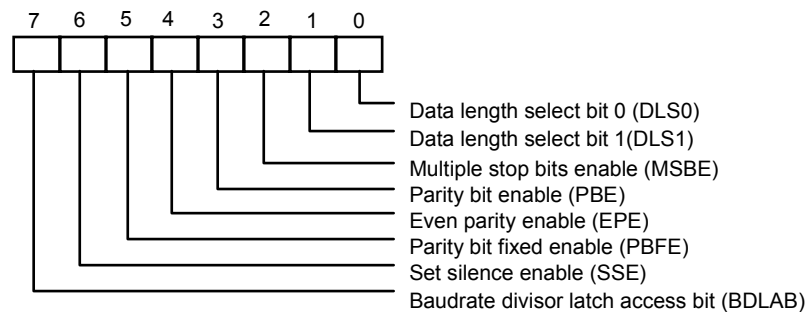 7 6 5 4 3 2 1 0
Data length select bit 0 (DLS0)
Data length select bit 1(DLS1)
Multiple stop bits enable (MSBE)
Parity bit enable (PBE)
Even parity enable (EPE)
Parity bit fixed enable (PBFE)
Set silence enable (SSE)
Baudrate divisor latch access bit (BDLAB)